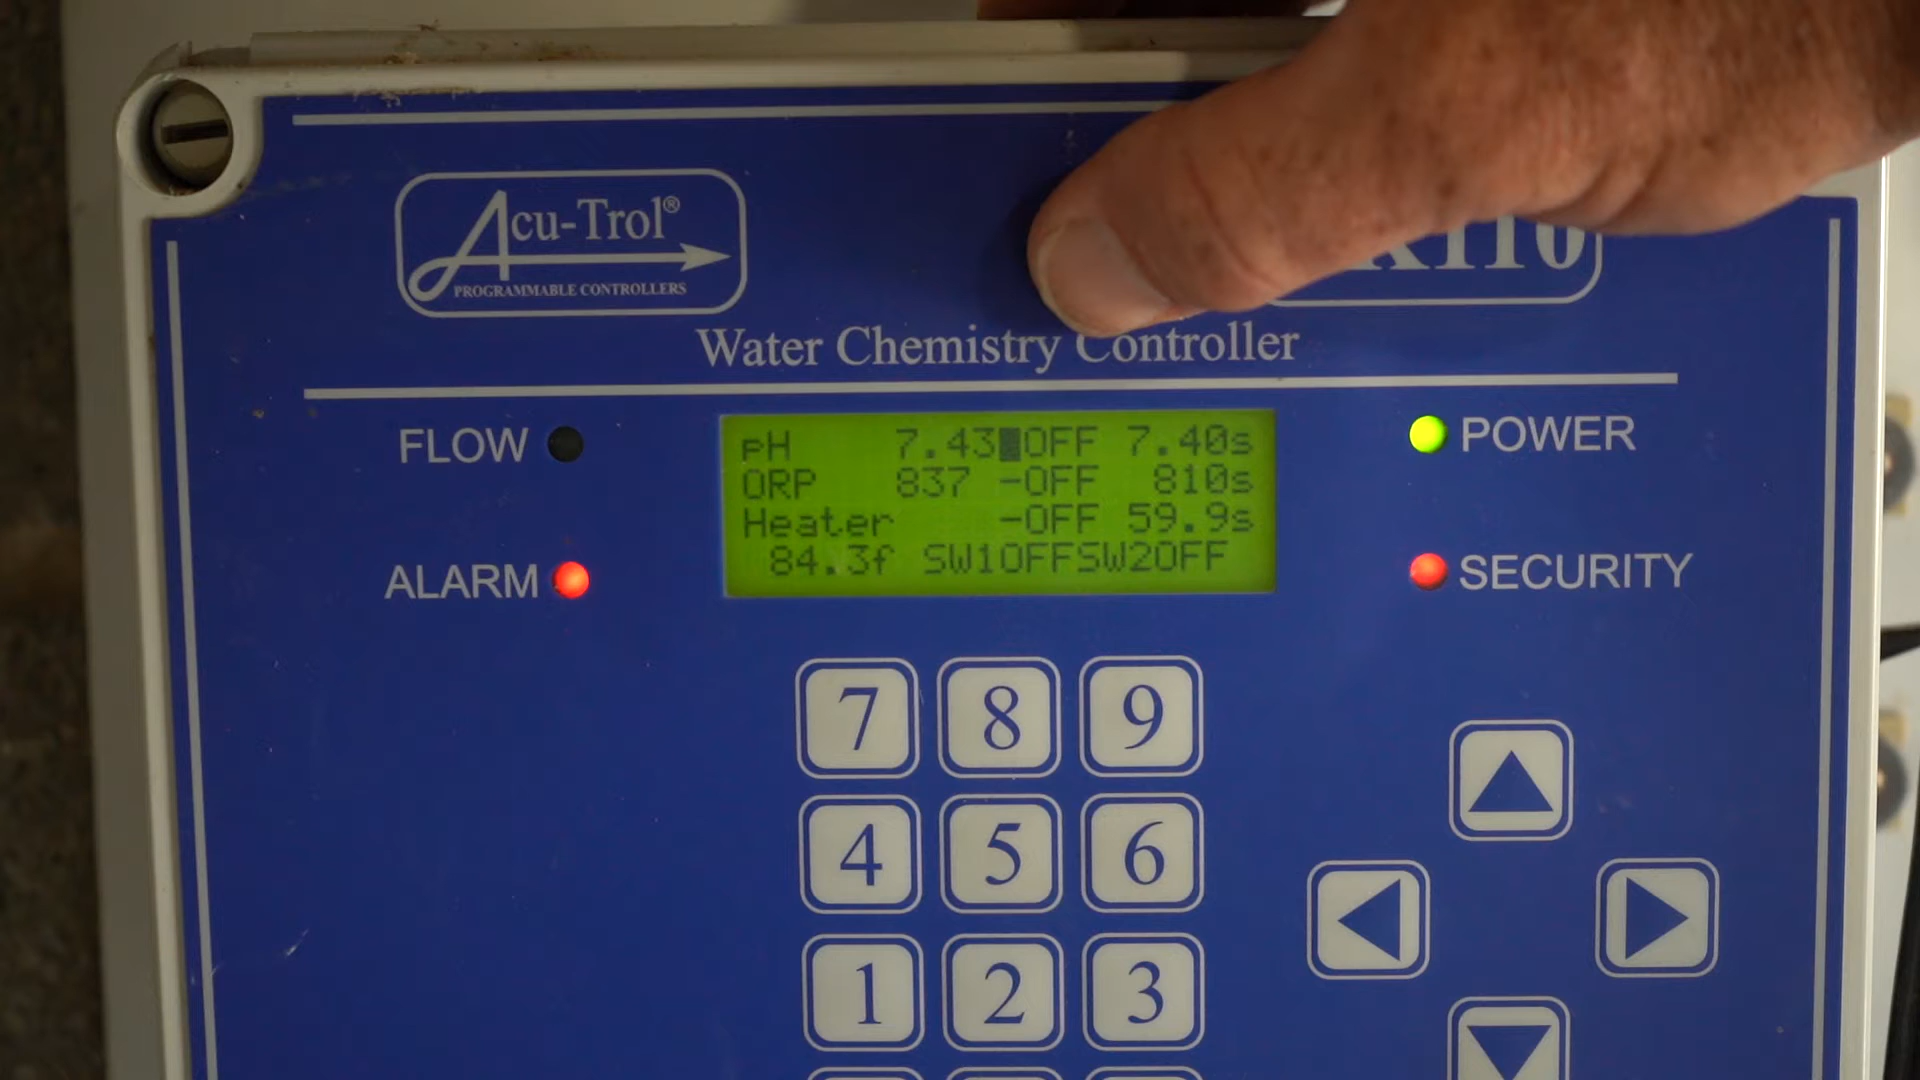 Acu-Trol®
PROGRAMMABLE CONTROLLERS
110
Water Chemistry Controller
FLOW
POWER
pH 7.43 OFF 7.40s
ORP 837 -OFF 810s
Heater -OFF 59.9s
84.3f SW1OFFSW2OFF
ALARM
SECURITY
7 8 9
4 5 6
1 2 3